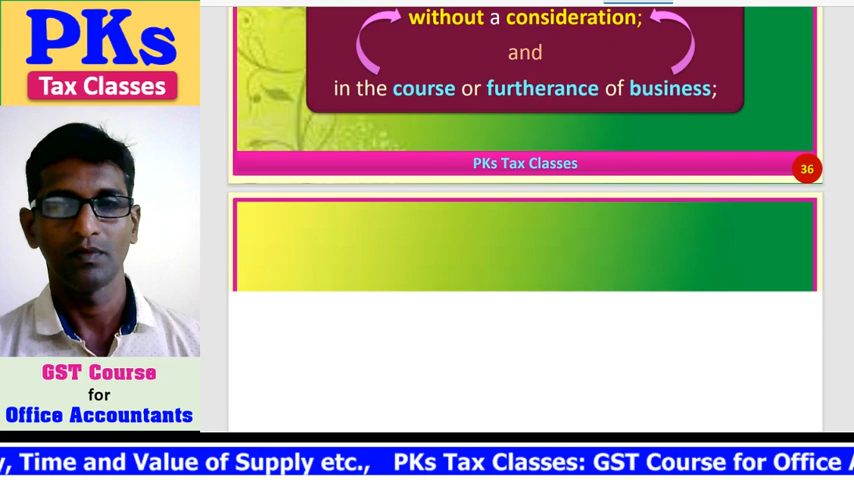 PKs
Tax Classes
GST Course
for
Office Accountants
without a consideration;
and
in the course or furtherance of business;
PKs Tax Classes
36
y, Time and Value of Supply etc.,   PKs Tax Classes: GST Course for Office A